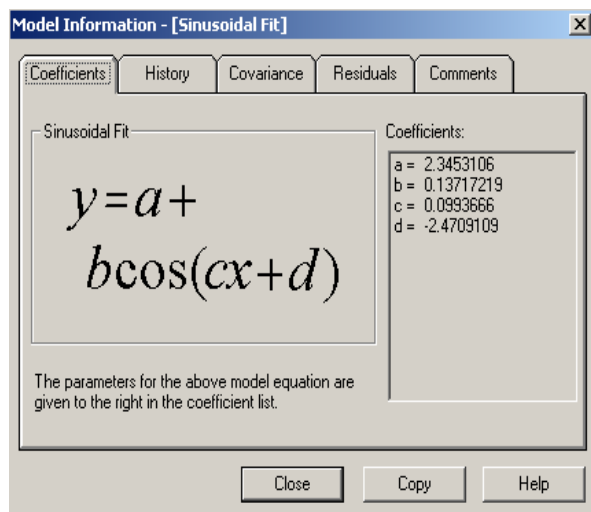 Model Information - [Sinusoidal Fit]
Coefficients History Covariance Residuals Comments
Sinusoidal Fit
y=a+
bcos(cx+d)
The parameters for the above model equation are
given to the right in the coefficient list.
Coefficients:
a = 2.3453106
b = 0.13717219
c = 0.0993666
d = -2.4709109
Close Copy Help